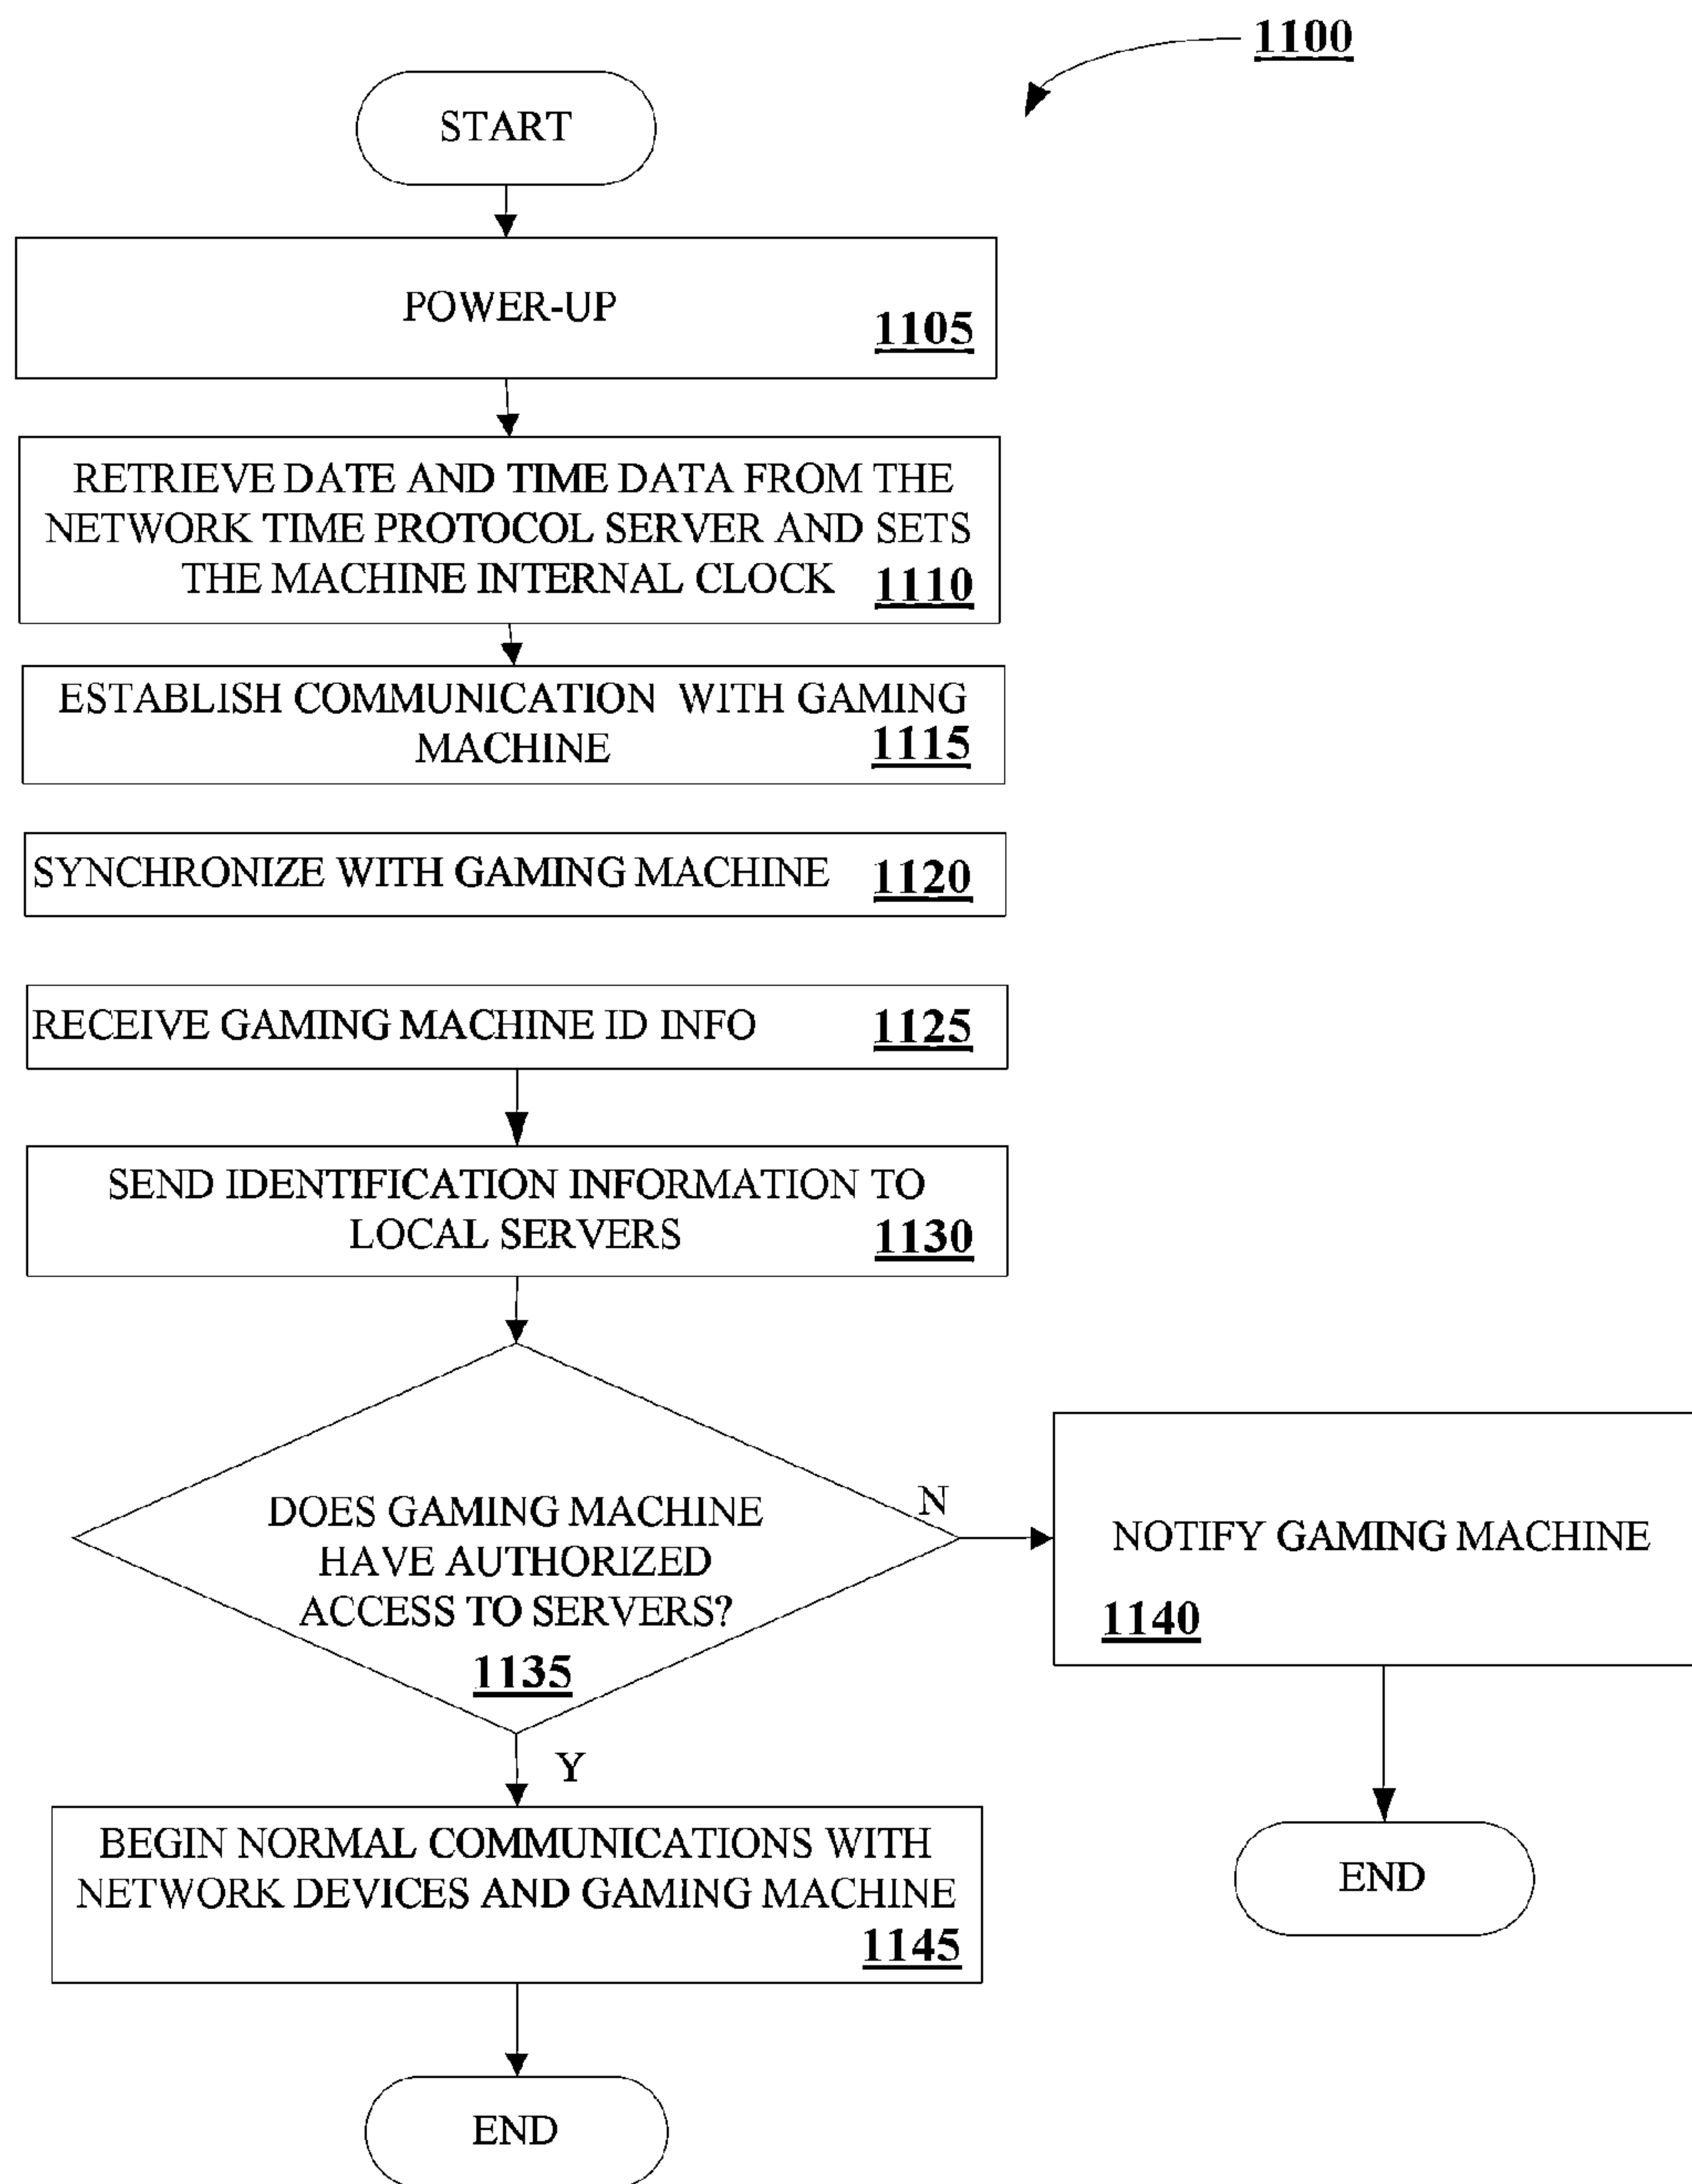 1100
START
POWER-UP
1105
RETRIEVE DATE AND TIME DATA FROM THE
NETWORK TIME PROTOCOL SERVER AND SETS
THE MACHINE INTERNAL CLOCK
1110
ESTABLISH COMMUNICATION WITH GAMING
MACHINE
1115
SYNCHRONIZE WITH GAMING MACHINE
1120
RECEIVE GAMING MACHINE ID INFO
1125
SEND IDENTIFICATION INFORMATION TO
LOCAL SERVERS
1130
DOES GAMING MACHINE
HAVE AUTHORIZED
ACCESS TO SERVERS?
1135
N
NOTIFY GAMING MACHINE
1140
Y
BEGIN NORMAL COMMUNICATIONS WITH
NETWORK DEVICES AND GAMING MACHINE
1145
END
END